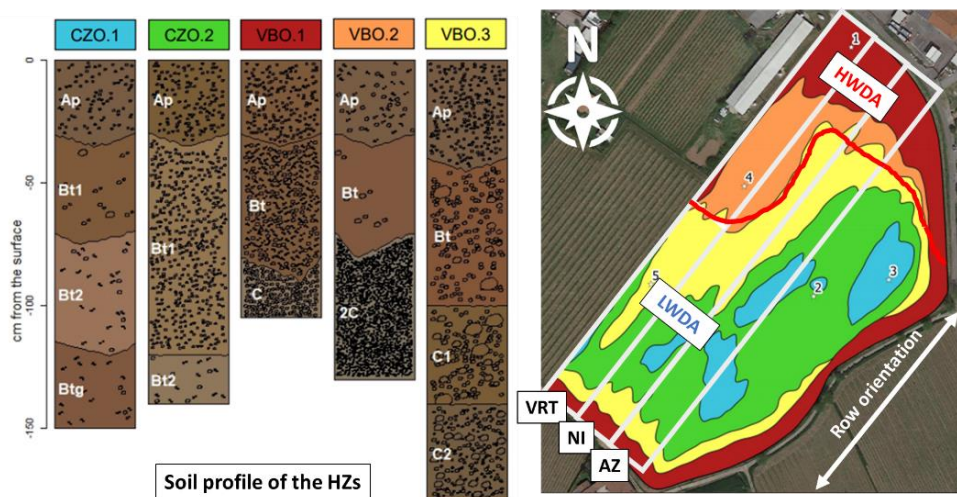 CZO.1 CZO.2 VBO.1 VBO.2 VBO.3
0
-50
-100
-150
cm from the surface
Ap
Bt1
Bt2
Btg
Ap
Bt1
Bt2
Ap
Bt
C
Ap
Bt
2C
Ap
Bt
C1
C2
Soil profile of the HZs
N
1
HWDA
4
5
LWDA
2
3
VRT
NI
AZ
Row orientation